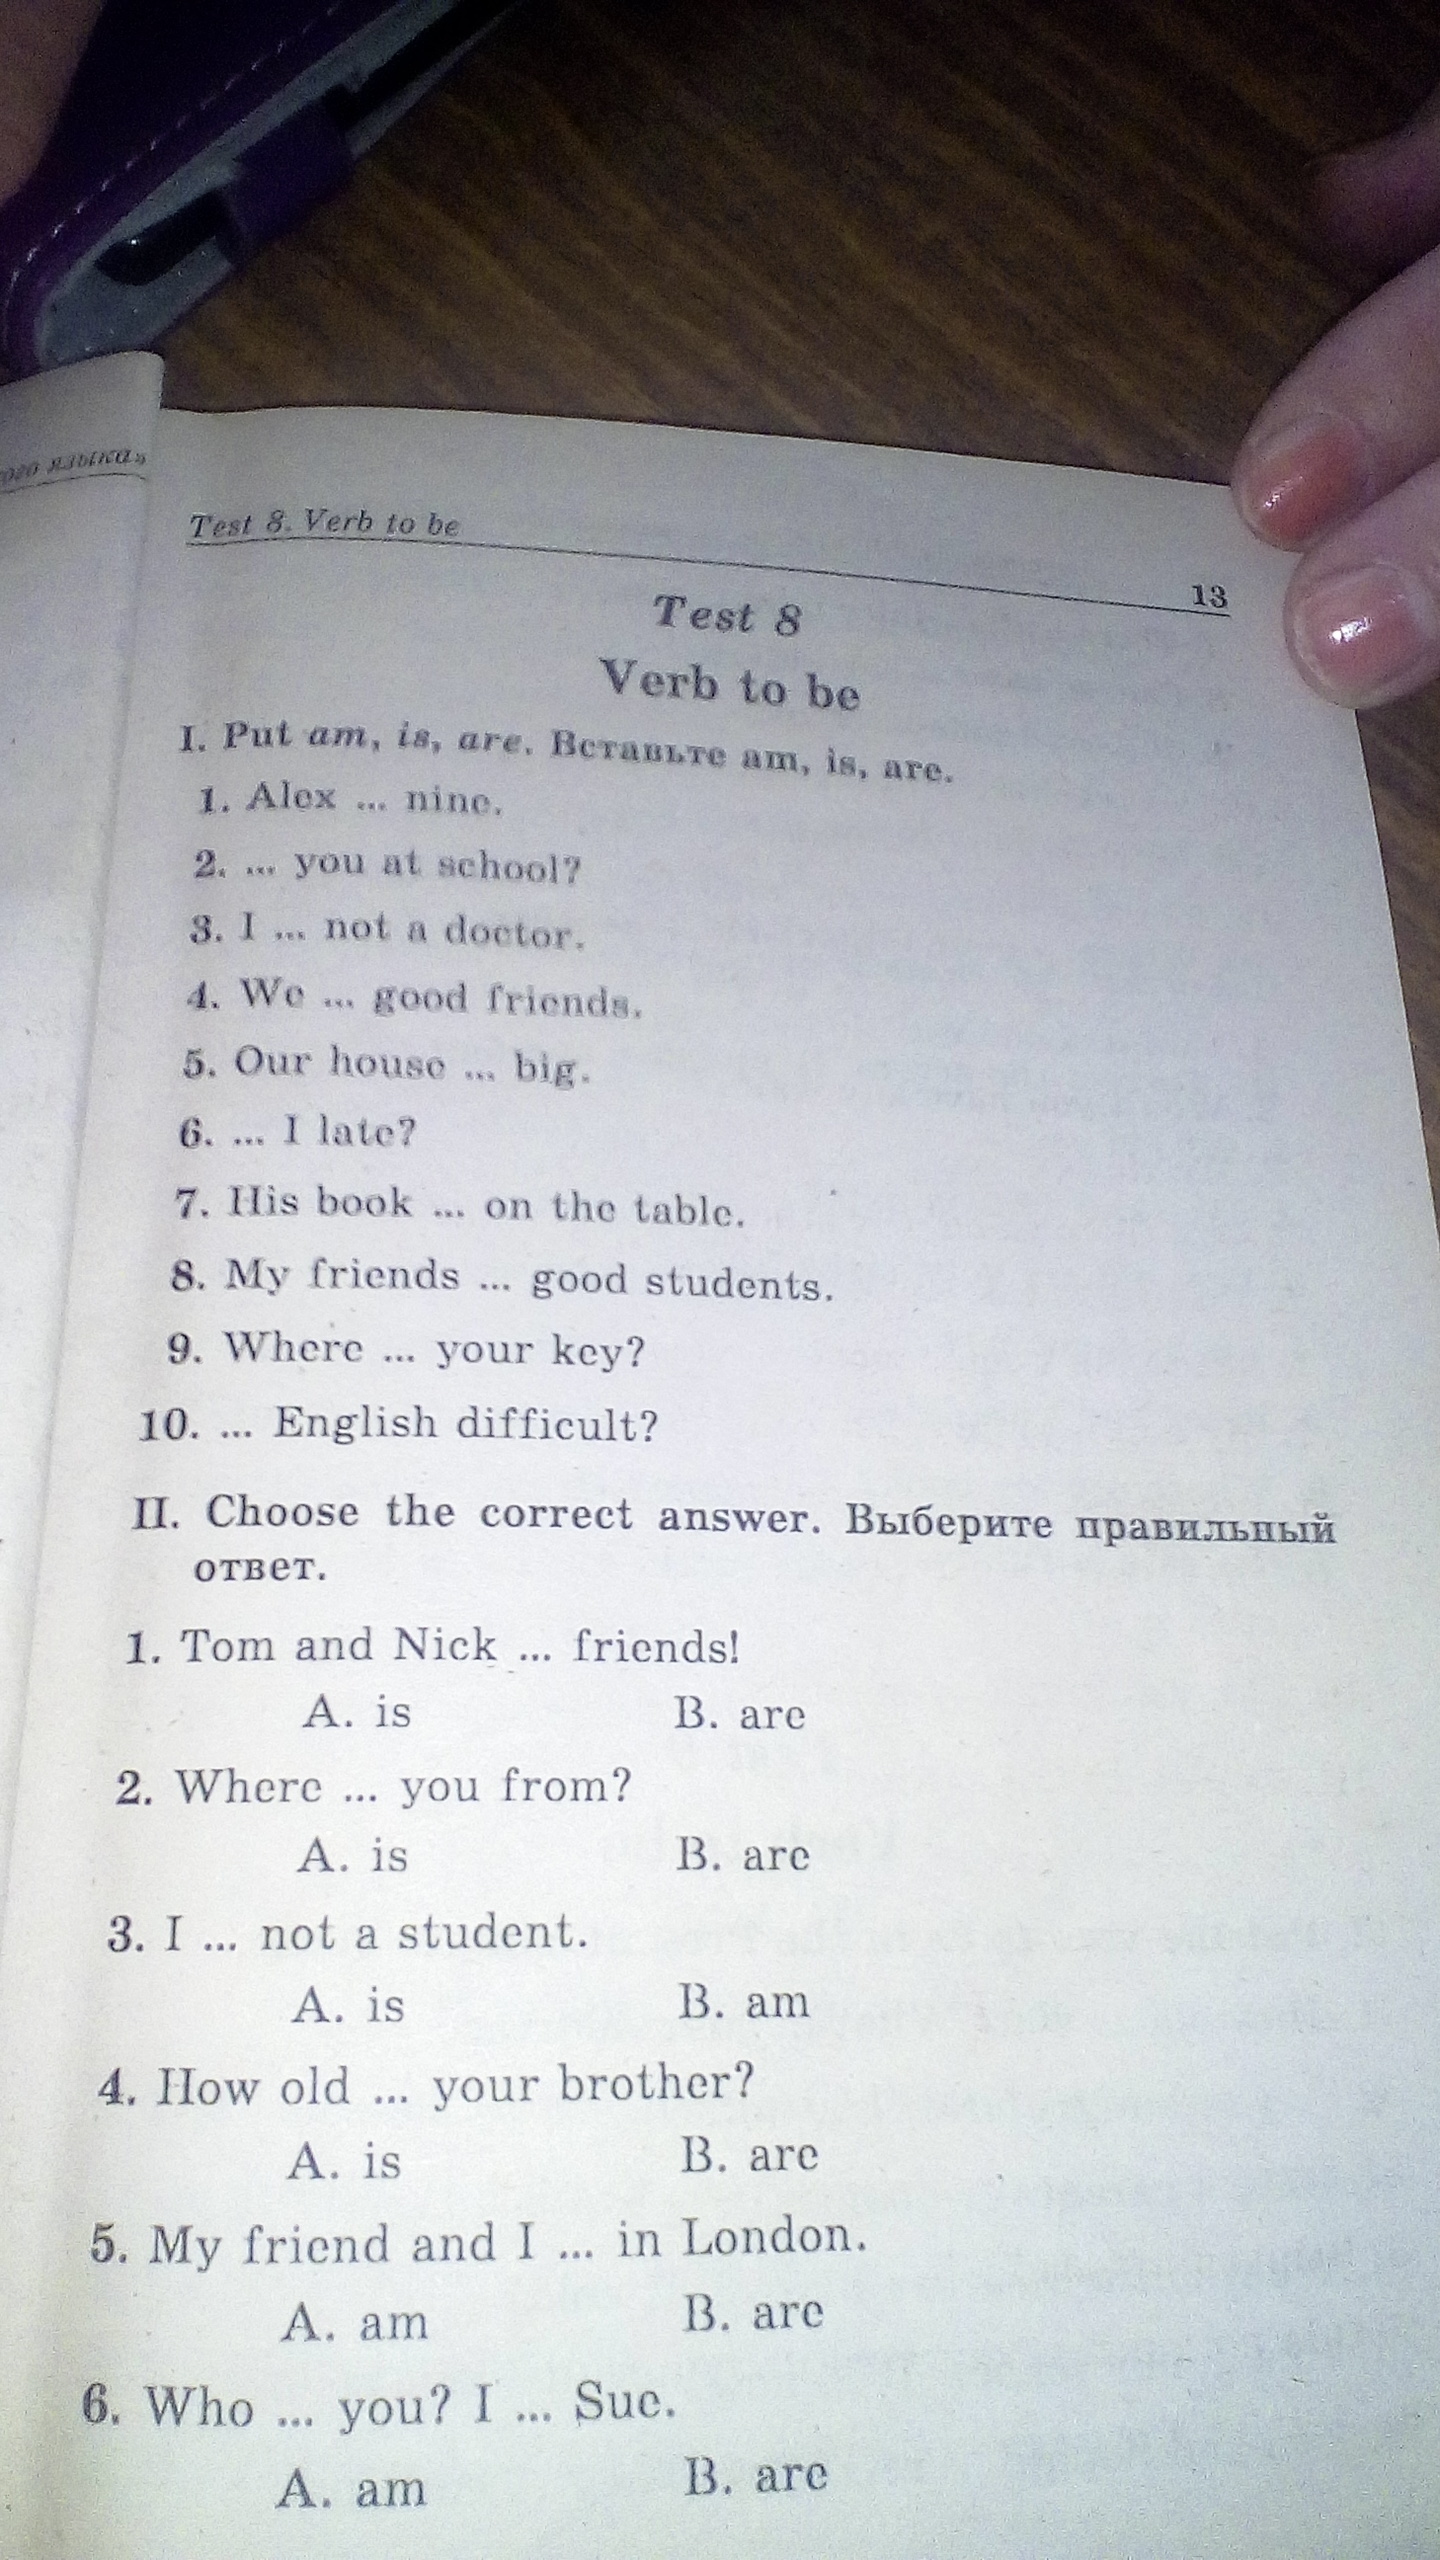 ого языка»
Test 8. Verb to be
13
Test 8
Verb to be
I. Put am, is, are. Вставьте am, is, are.
1. Alex ... nine.
2. ... you at school?
3. I ... not a doctor.
4. We ... good friends.
5. Our house ... big.
6. ... I late?
7. His book ... on the table.
8. My friends ... good students.
9. Where ... your key?
10. ... English difficult?
II. Choose the correct answer. Выберите правильный
ответ.
1. Tom and Nick ... friends!
A. is B. are
2. Where ... you from?
A. is B. are
3. I ... not a student.
A. is B. am
4. How old ... your brother?
A. is B. are
5. My friend and I ... in London.
A. am B. are
6. Who ... you? I ... Sue.
A. am B. are